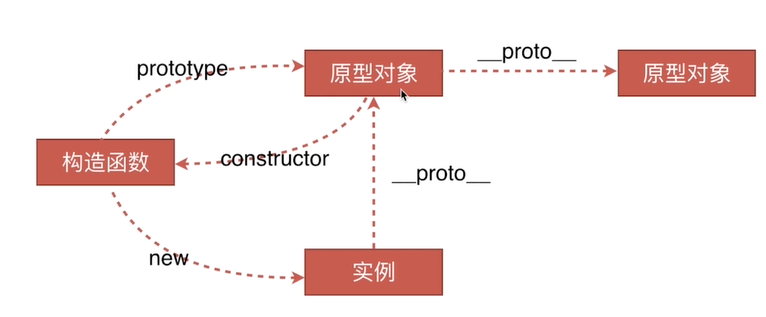 __proto__
prototype
原型对象
原型对象
构造函数
constructor
__proto__
new
实例